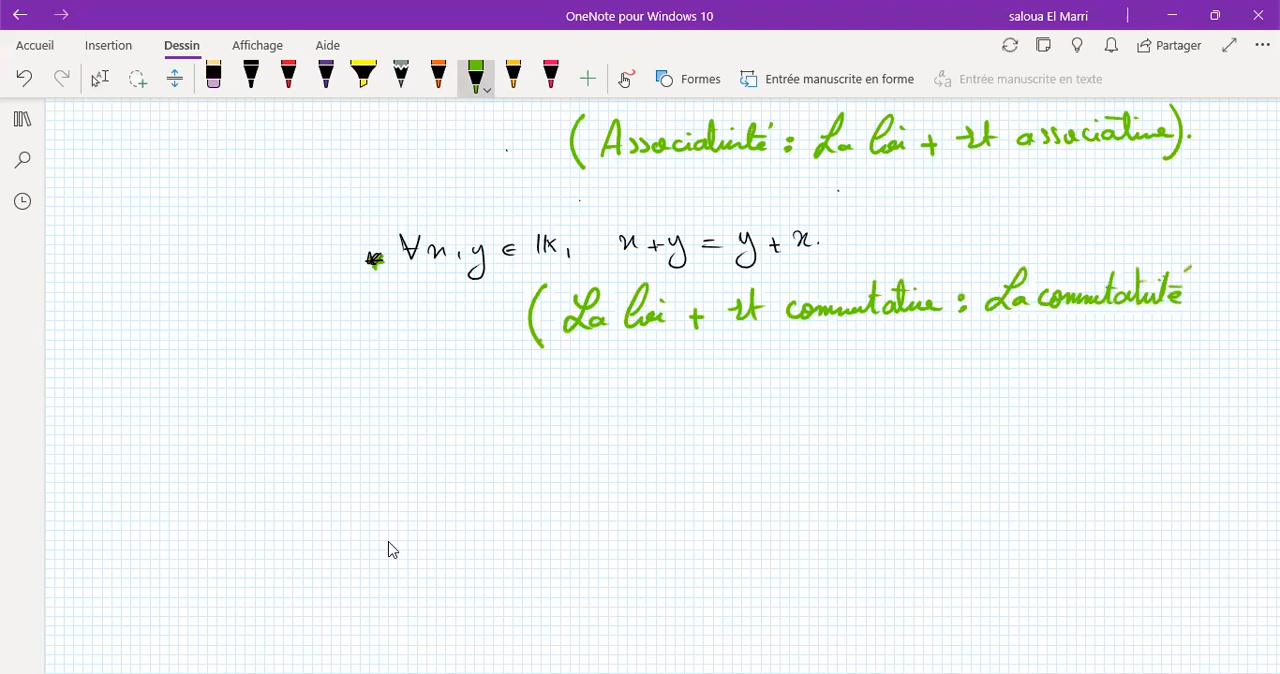 OneNote pour Windows 10
saloua El Marri
Accueil Insertion Dessin Affichage Aide
Partager
Formes Entrée manuscrite en forme Entrée manuscrite en texte
(Associativité : La loi + est associative).
∀x, y ∈ IK, x + y = y + x.
(La loi + est commutative : La commutativité